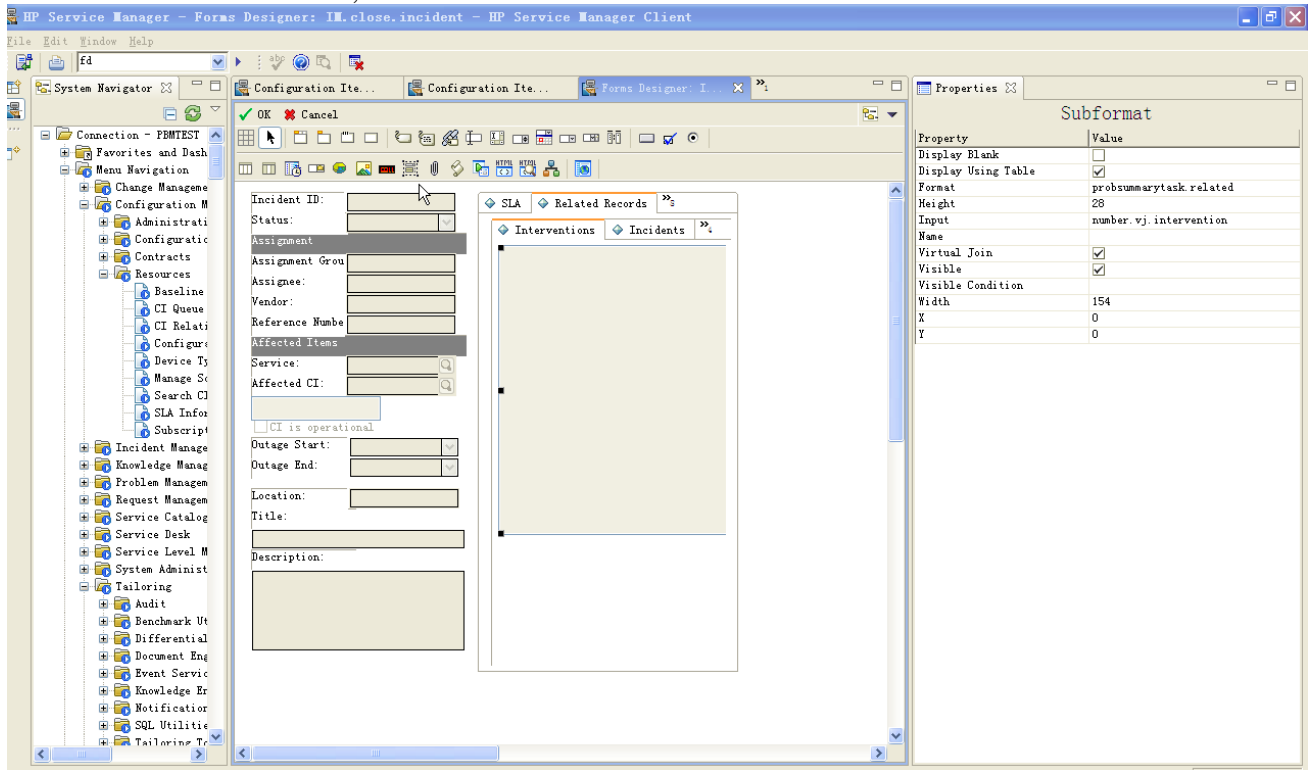 HP Service Manager - Forms Designer: IM.close.incident - HP Service Manager Client
File Edit Window Help
fd
System Navigator
Configuration Ite...
Configuration Ite...
Forms Designer: I...
Properties
OK Cancel
Subformat
Connection - PBMTEST
Favorites and Dash
Menu Navigation
Change Manageme
Configuration M
Administrati
Configuratic
Contracts
Resources
Baseline
CI Queue
CI Relati
Configura
Device Ty
Manage So
Search CI
SLA Infor
Subscript
Incident Manage
Knowledge Manag
Problem Managem
Request Managem
Service Catalog
Service Desk
Service Level M
System Administ
Tailoring
Audit
Benchmark Ut
Differential
Document Eng
Event Servic
Knowledge En
Notification
SQL Utilitie
Tailoring To
Incident ID:
Status:
Assignment
Assignment Grou
Assignee:
Vendor:
Reference Numbe
Affected Items
Service:
Affected CI:
CI is operational
Outage Start:
Outage End:
Location:
Title:
Description:
SLA Related Records »5
Interventions Incidents »4
Property Value
Display Blank
Display Using Table
Format probsummarytask.related
Height 28
Input number.vj.intervention
Name
Virtual Join
Visible
Visible Condition
Width 154
X 0
Y 0